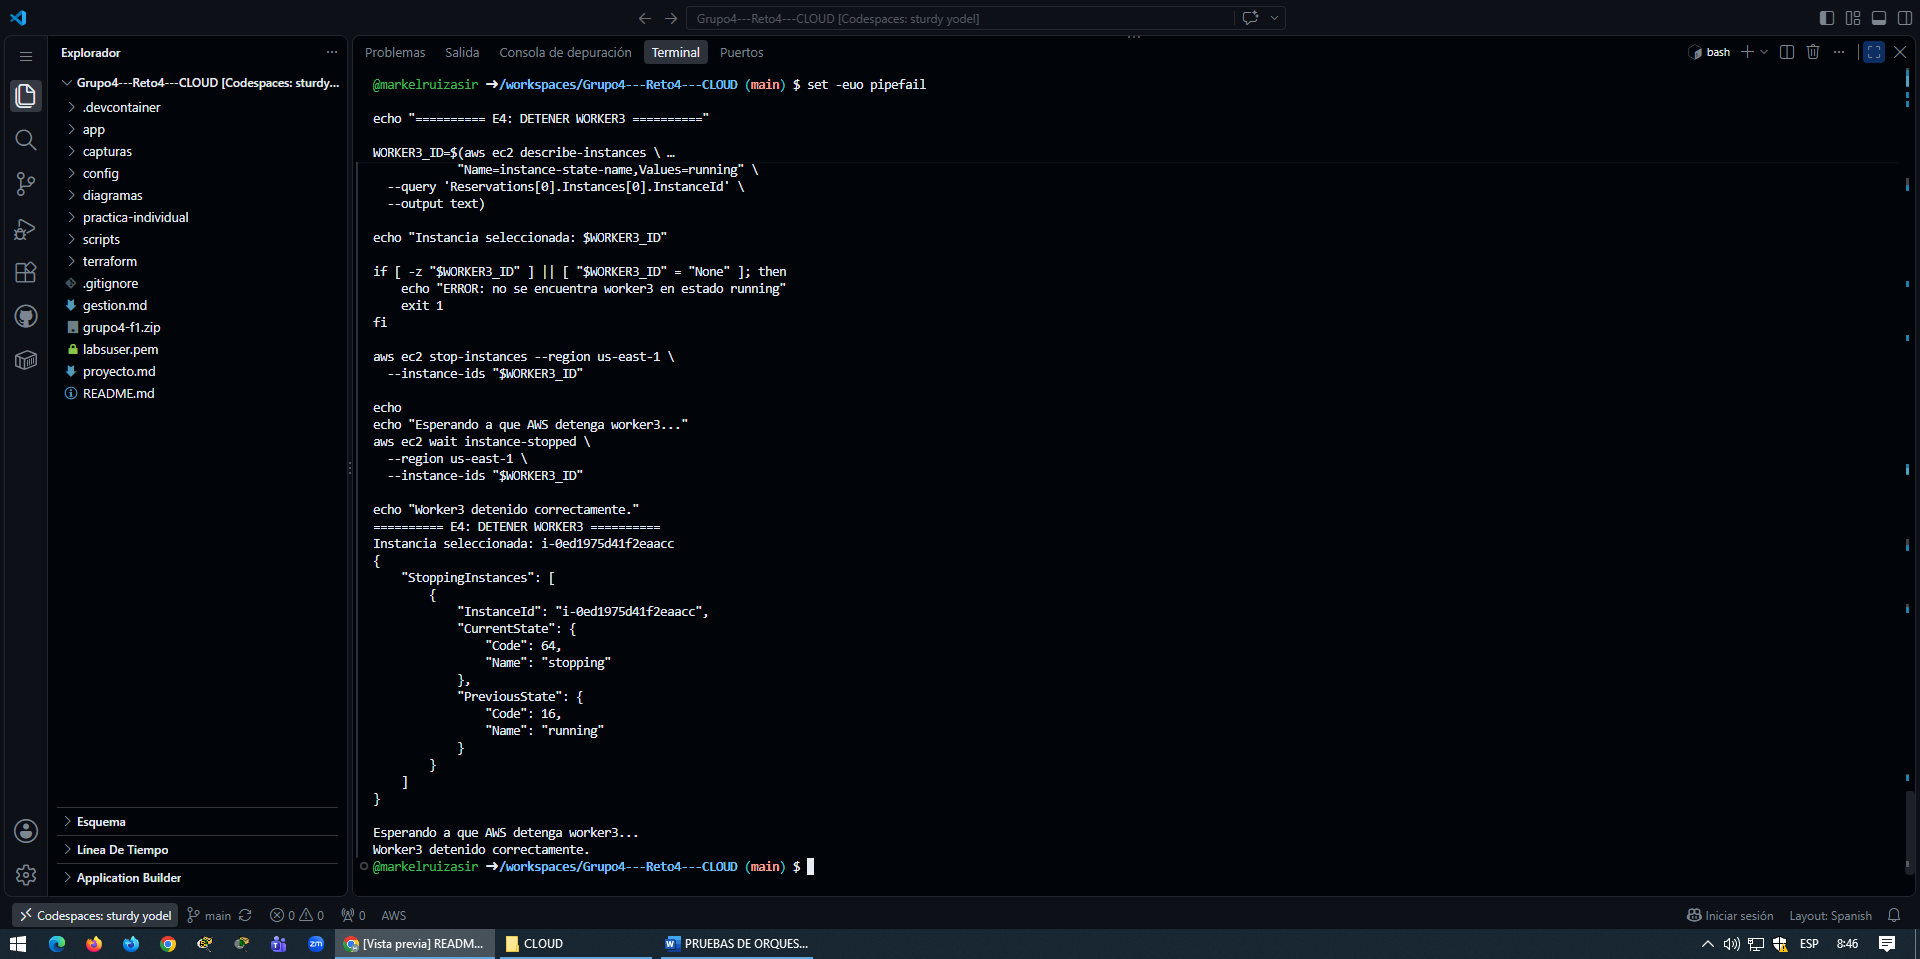 Grupo4---Reto4---CLOUD [Codespaces: sturdy yodel]
Explorador
Grupo4---Reto4---CLOUD [Codespaces: sturdy...
.devcontainer
app
capturas
config
diagramas
practica-individual
scripts
terraform
.gitignore
gestion.md
grupo4-f1.zip
labsuser.pem
proyecto.md
README.md
Esquema
Línea De Tiempo
Application Builder
Problemas Salida Consola de depuración Terminal Puertos
bash
@markelruizasir ➜/workspaces/Grupo4---Reto4---CLOUD (main) $ set -euo pipefail
echo "========== E4: DETENER WORKER3 =========="
WORKER3_ID=$(aws ec2 describe-instances \ …
"Name=instance-state-name,Values=running" \
--query 'Reservations[0].Instances[0].InstanceId' \
--output text)
echo "Instancia seleccionada: $WORKER3_ID"
if [ -z "$WORKER3_ID" ] || [ "$WORKER3_ID" = "None" ]; then
echo "ERROR: no se encuentra worker3 en estado running"
exit 1
fi
aws ec2 stop-instances --region us-east-1 \
--instance-ids "$WORKER3_ID"
echo
echo "Esperando a que AWS detenga worker3..."
aws ec2 wait instance-stopped \
--region us-east-1 \
--instance-ids "$WORKER3_ID"
echo "Worker3 detenido correctamente."
========== E4: DETENER WORKER3 ==========
Instancia seleccionada: i-0ed1975d41f2eaacc
{
"StoppingInstances": [
{
"InstanceId": "i-0ed1975d41f2eaacc",
"CurrentState": {
"Code": 64,
"Name": "stopping"
},
"PreviousState": {
"Code": 16,
"Name": "running"
}
}
]
}
Esperando a que AWS detenga worker3...
Worker3 detenido correctamente.
@markelruizasir ➜/workspaces/Grupo4---Reto4---CLOUD (main) $
Codespaces: sturdy yodel main 0 0 0 AWS
Iniciar sesión Layout: Spanish
[Vista previa] READM... CLOUD PRUEBAS DE ORQUES...
ESP 8:46